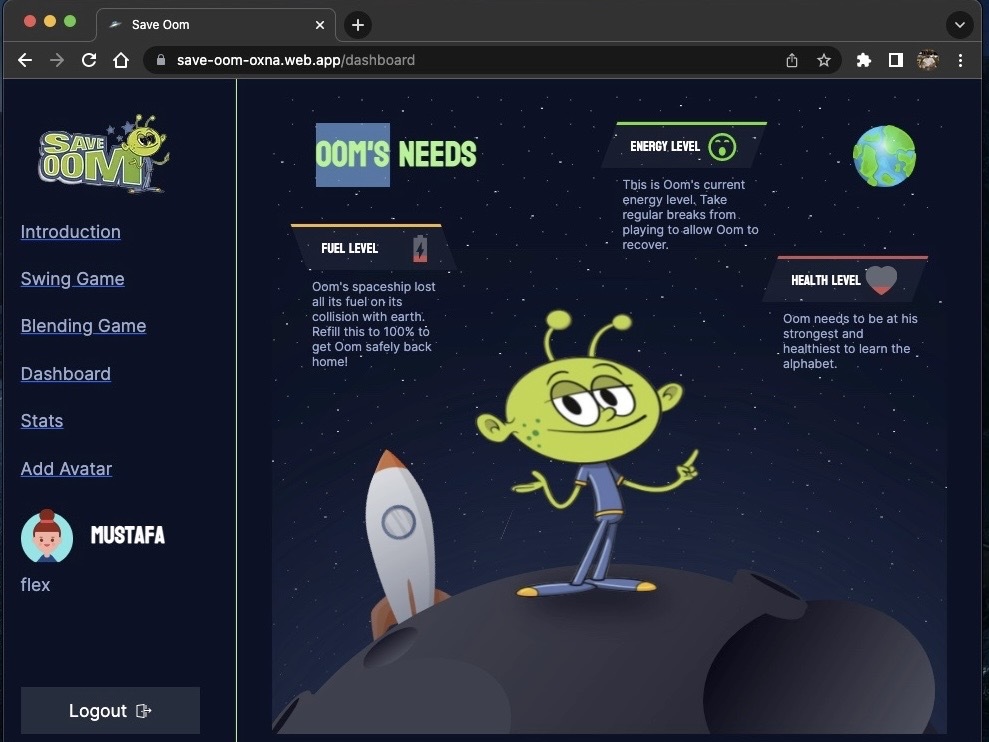 Save Oom
save-oom-oxna.web.app/dashboard
SAVE
OOM
Introduction
Swing Game
Blending Game
Dashboard
Stats
Add Avatar
MUSTAFA
flex
Logout
OOM'S NEEDS
ENERGY LEVEL
This is Oom's current
energy level. Take
regular breaks from
playing to allow Oom to
recover.
FUEL LEVEL
Oom's spaceship lost
all its fuel on its
collision with earth.
Refill this to 100% to
get Oom safely back
home!
HEALTH LEVEL
Oom needs to be at his
strongest and
healthiest to learn the
alphabet.